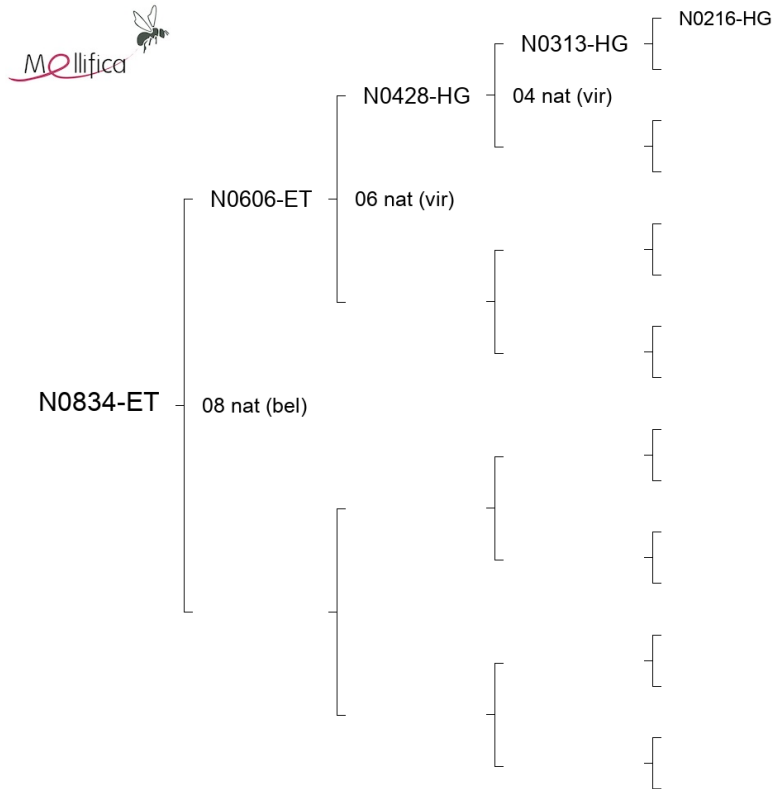 Mellifica
N0216-HG
N0313-HG
N0428-HG
04 nat (vir)
N0606-ET
06 nat (vir)
N0834-ET
08 nat (bel)